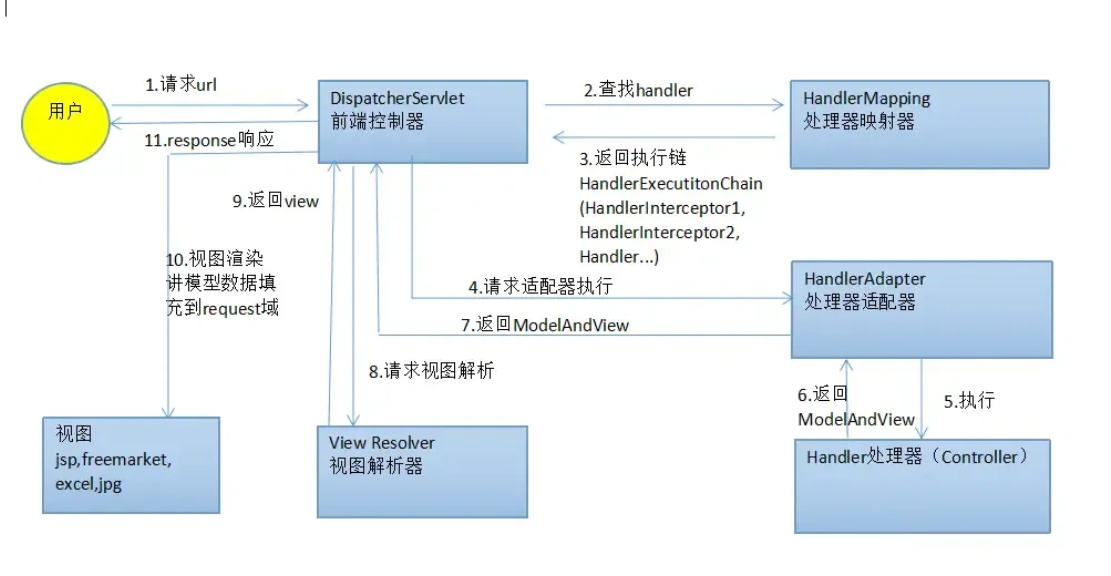 用户
1.请求url
11.response响应
DispatcherServlet
前端控制器
2.查找handler
HandlerMapping
处理器映射器
3.返回执行链
HandlerExecutitonChain
(HandlerInterceptor1,
HandlerInterceptor2,
Handler...)
9.返回view
10.视图渲染
讲模型数据填
充到request域
4.请求适配器执行
HandlerAdapter
处理器适配器
7.返回ModelAndView
8.请求视图解析
6.返回
ModelAndView
5.执行
视图
jsp,freemarket,
excel,jpg
View Resolver
视图解析器
Handler处理器（Controller）